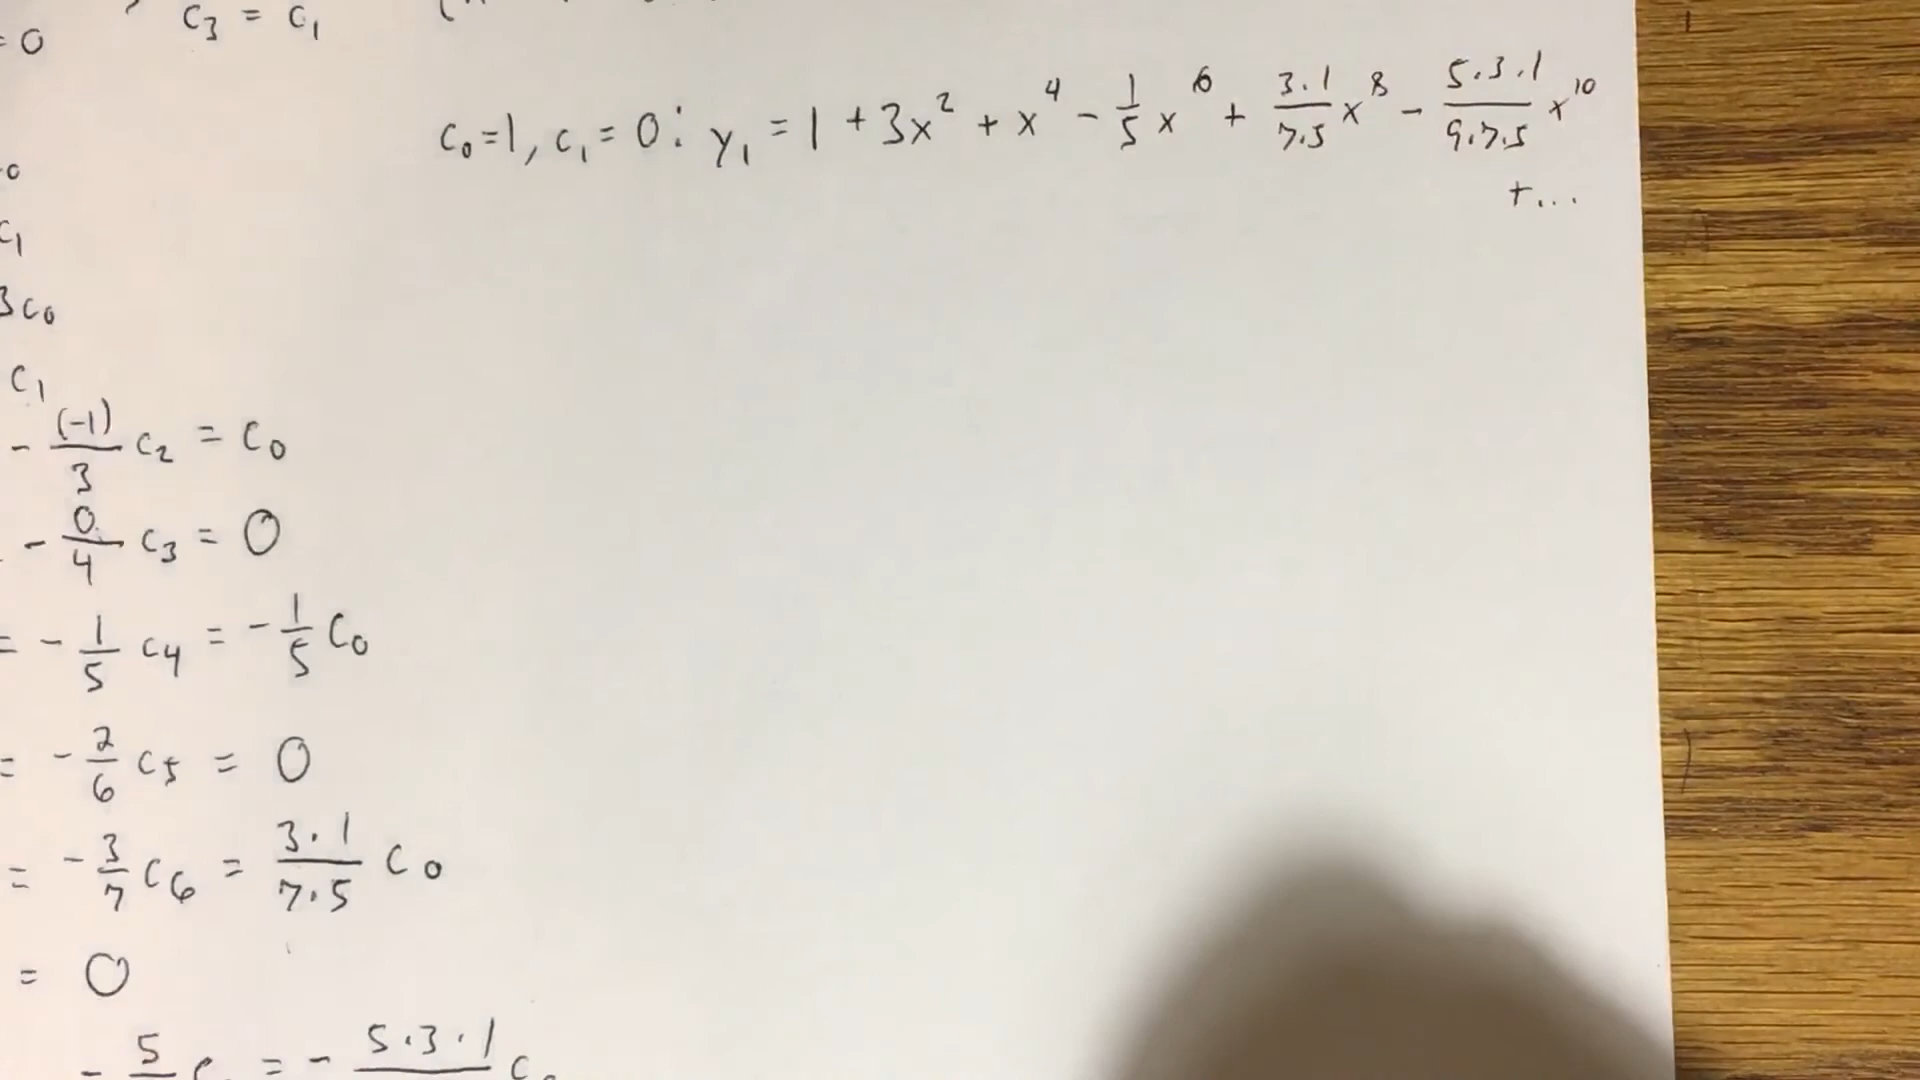 = 0
c₃ = c₁
c₀ = 1, c₁ = 0 : y₁ = 1 + 3x² + x⁴ - 1/5 x⁶ + 3.1/7.5 x⁸ - 5.3.1/9.7.5 x¹⁰
+ ...
c₁
3c₀
c₁
- (-1)/3 c₂ = c₀
- 0/4 c₃ = 0
= - 1/5 c₄ = - 1/5 c₀
= - 2/6 c₅ = 0
= - 3/7 c₆ = 3.1/7.5 c₀
= 0
- 5 = - 5.3.1